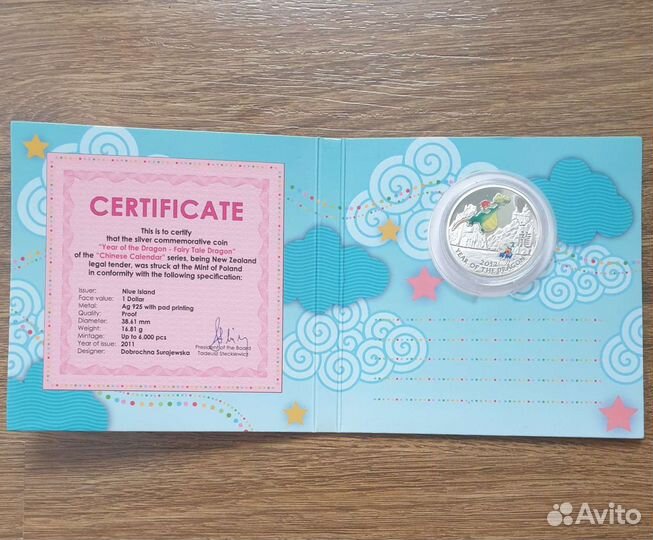 CERTIFICATE
This is to certify
that the silver commemorative coin
"Year of the Dragon - Fairy Tale Dragon"
of the "Chinese Calendar" series, being New Zealand
legal tender, was struck at the Mint of Poland
in conformity with the following specification:
Issuer: Niue Island
Face value: 1 Dollar
Metal: Ag 925 with pad printing
Quality: Proof
Diameter: 38.61 mm
Weight: 16.81 g
Mintage: Up to 6,000 pcs
Year of issue: 2011
Designer: Dobrochna Surajewska
President of the Board
Tadeusz Steckiewicz
龍
2012
YEAR OF THE DRAGON
Avito